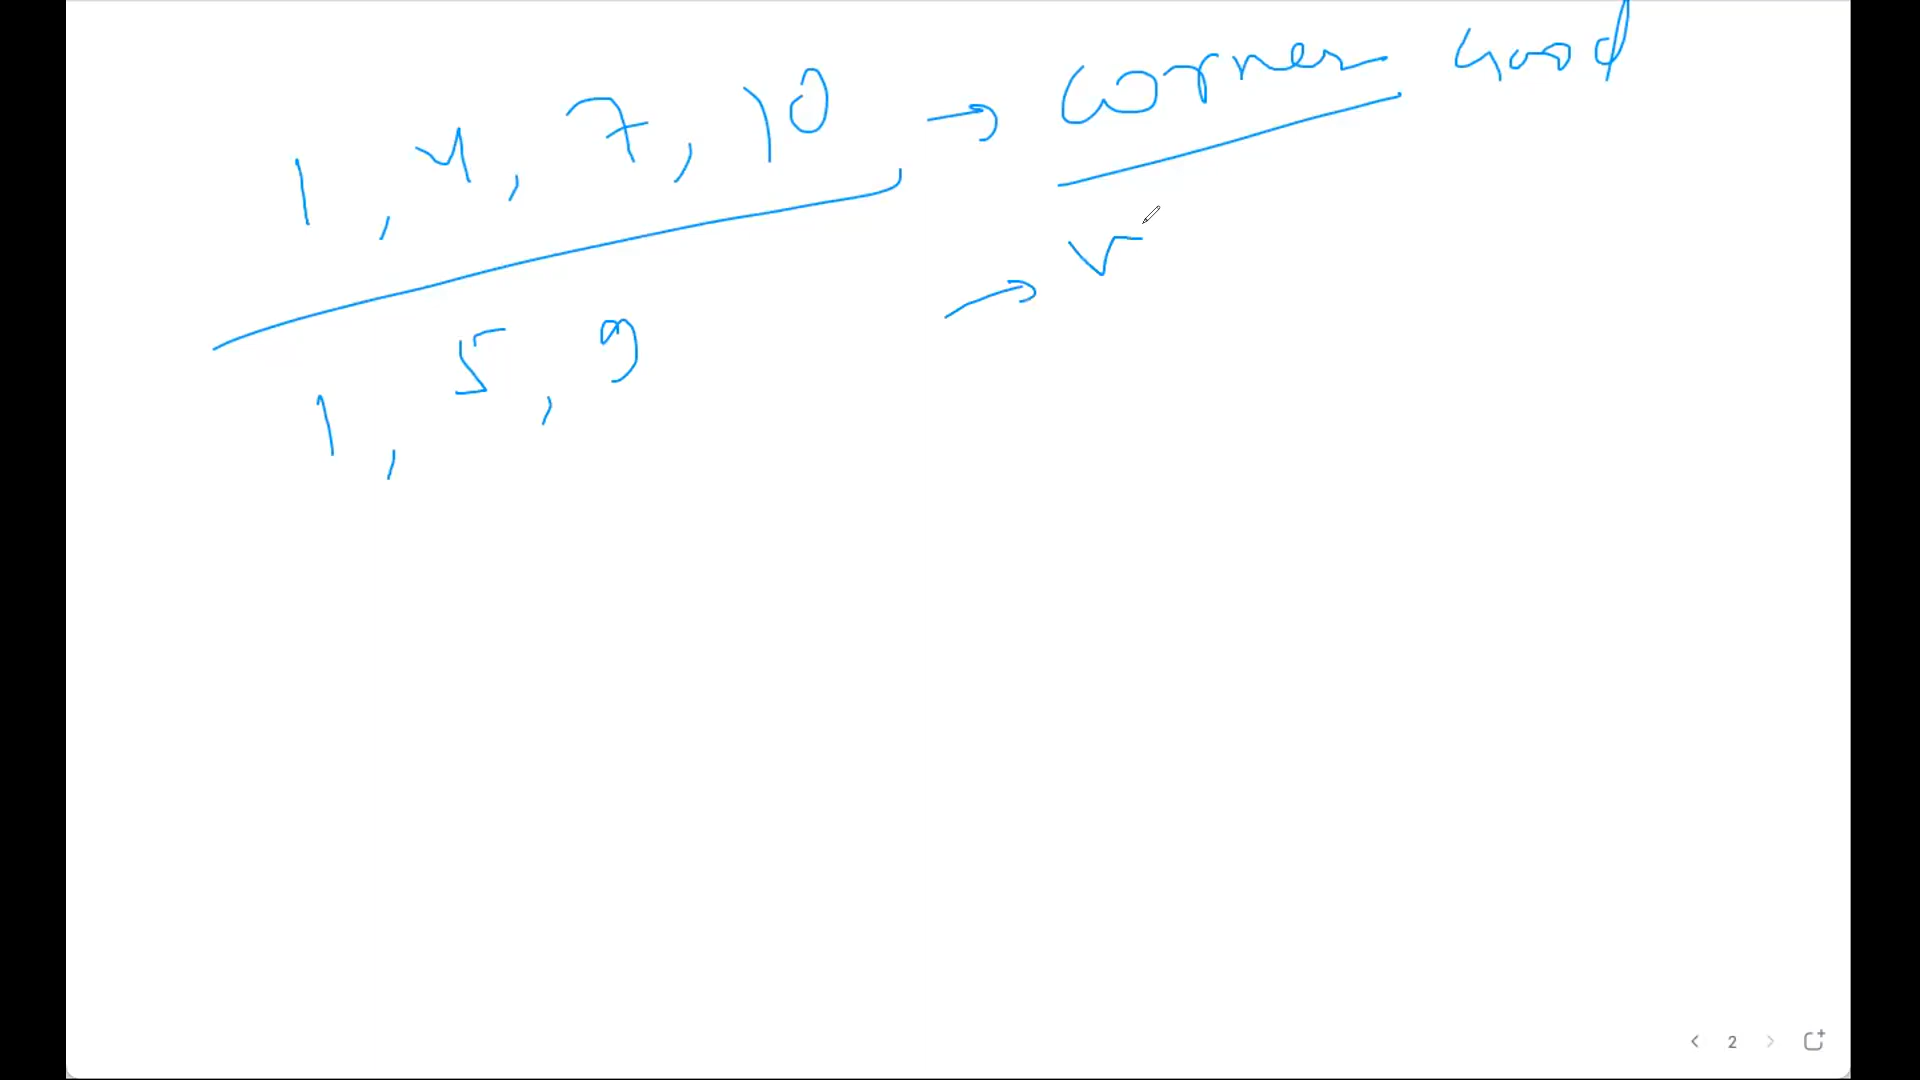 1, 4, 7, 10 → corner good
1, 5, 9 →
2